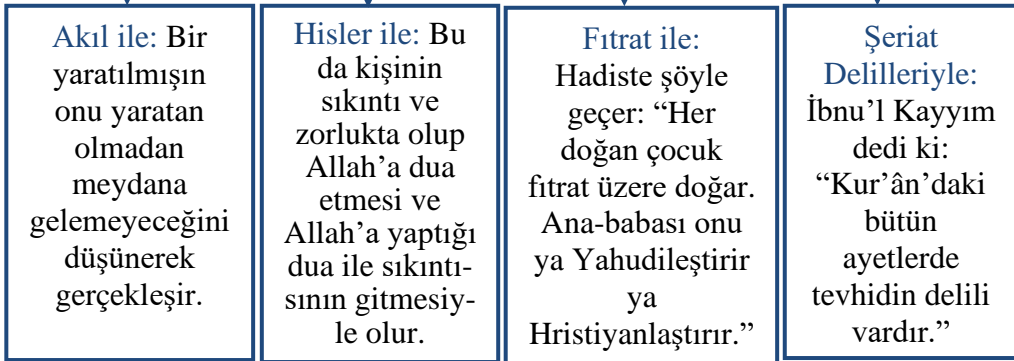 Akıl ile: Bir
yaratılmışın
onu yaratan
olmadan
meydana
gelemeyeceğini
düşünerek
gerçekleşir.
Hisler ile: Bu
da kişinin
sıkıntı ve
zorlukta olup
Allah’a dua
etmesi ve
Allah’a yaptığı
dua ile sıkıntı-
sının gitmesiy-
le olur.
Fıtrat ile:
Hadiste şöyle
geçer: “Her
doğan çocuk
fıtrat üzere doğar.
Ana-babası onu
ya Yahudileştirir
ya
Hristiyanlaştırır.”
Şeriat
Delilleriyle:
İbnu’l Kayyım
dedi ki:
“Kur’ân’daki
bütün
ayetlerde
tevhidin delili
vardır.”